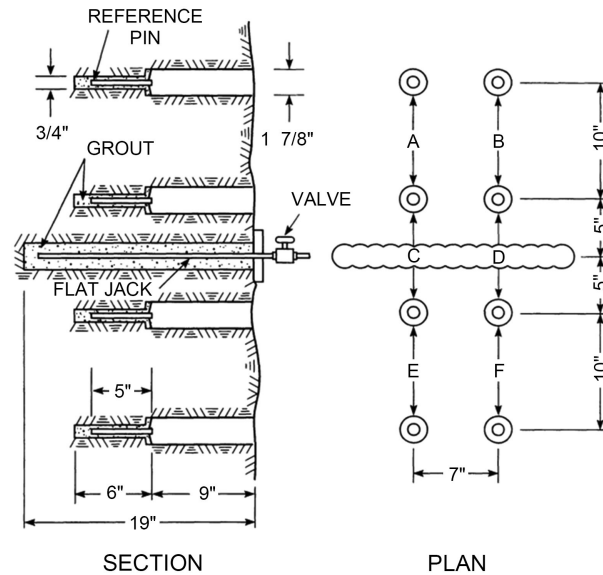 REFERENCE
PIN
3/4"
1 7/8"
GROUT
VALVE
FLAT JACK
5"
6"
9"
19"
SECTION
A
B
C
D
E
F
10"
5"
5"
10"
7"
PLAN